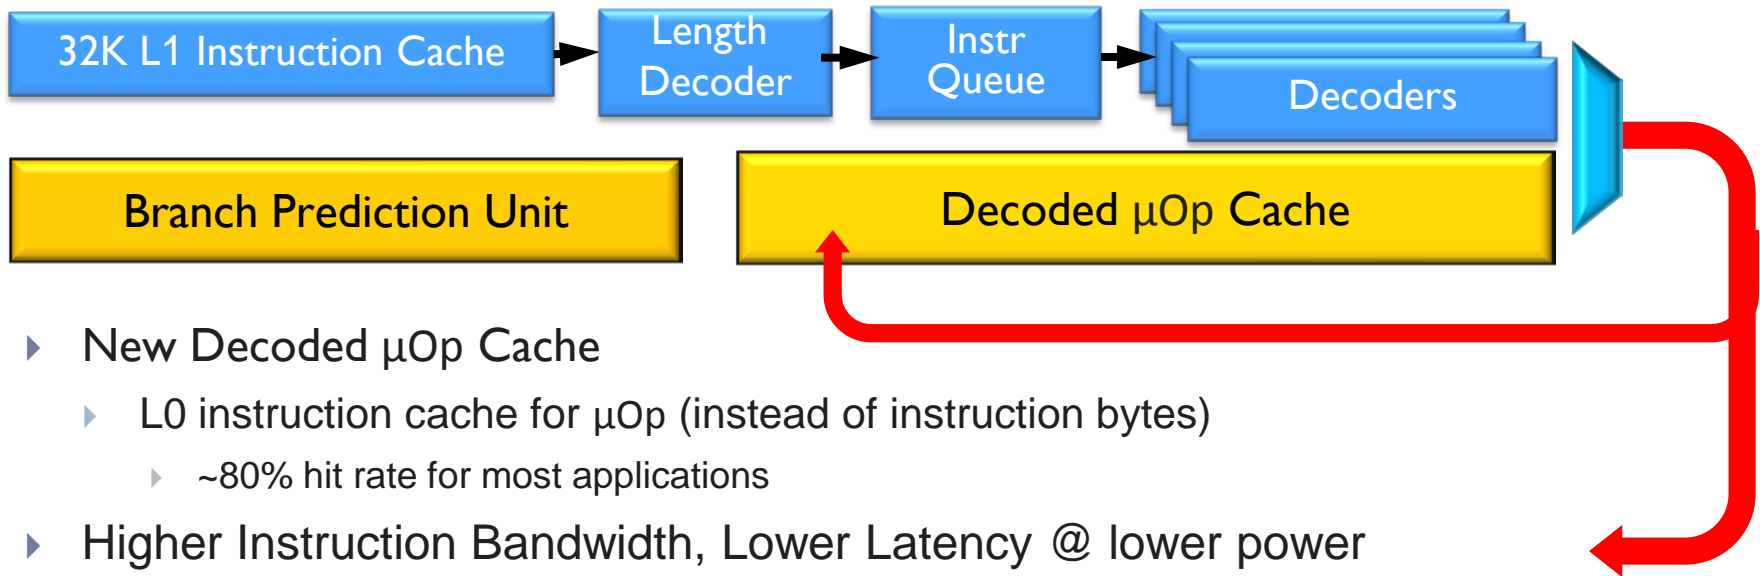 32K L1 Instruction Cache
Length
Decoder
Instr
Queue
Decoders
Branch Prediction Unit
Decoded µOp Cache
New Decoded µOp Cache
L0 instruction cache for µOp (instead of instruction bytes)
~80% hit rate for most applications
Higher Instruction Bandwidth, Lower Latency @ lower power